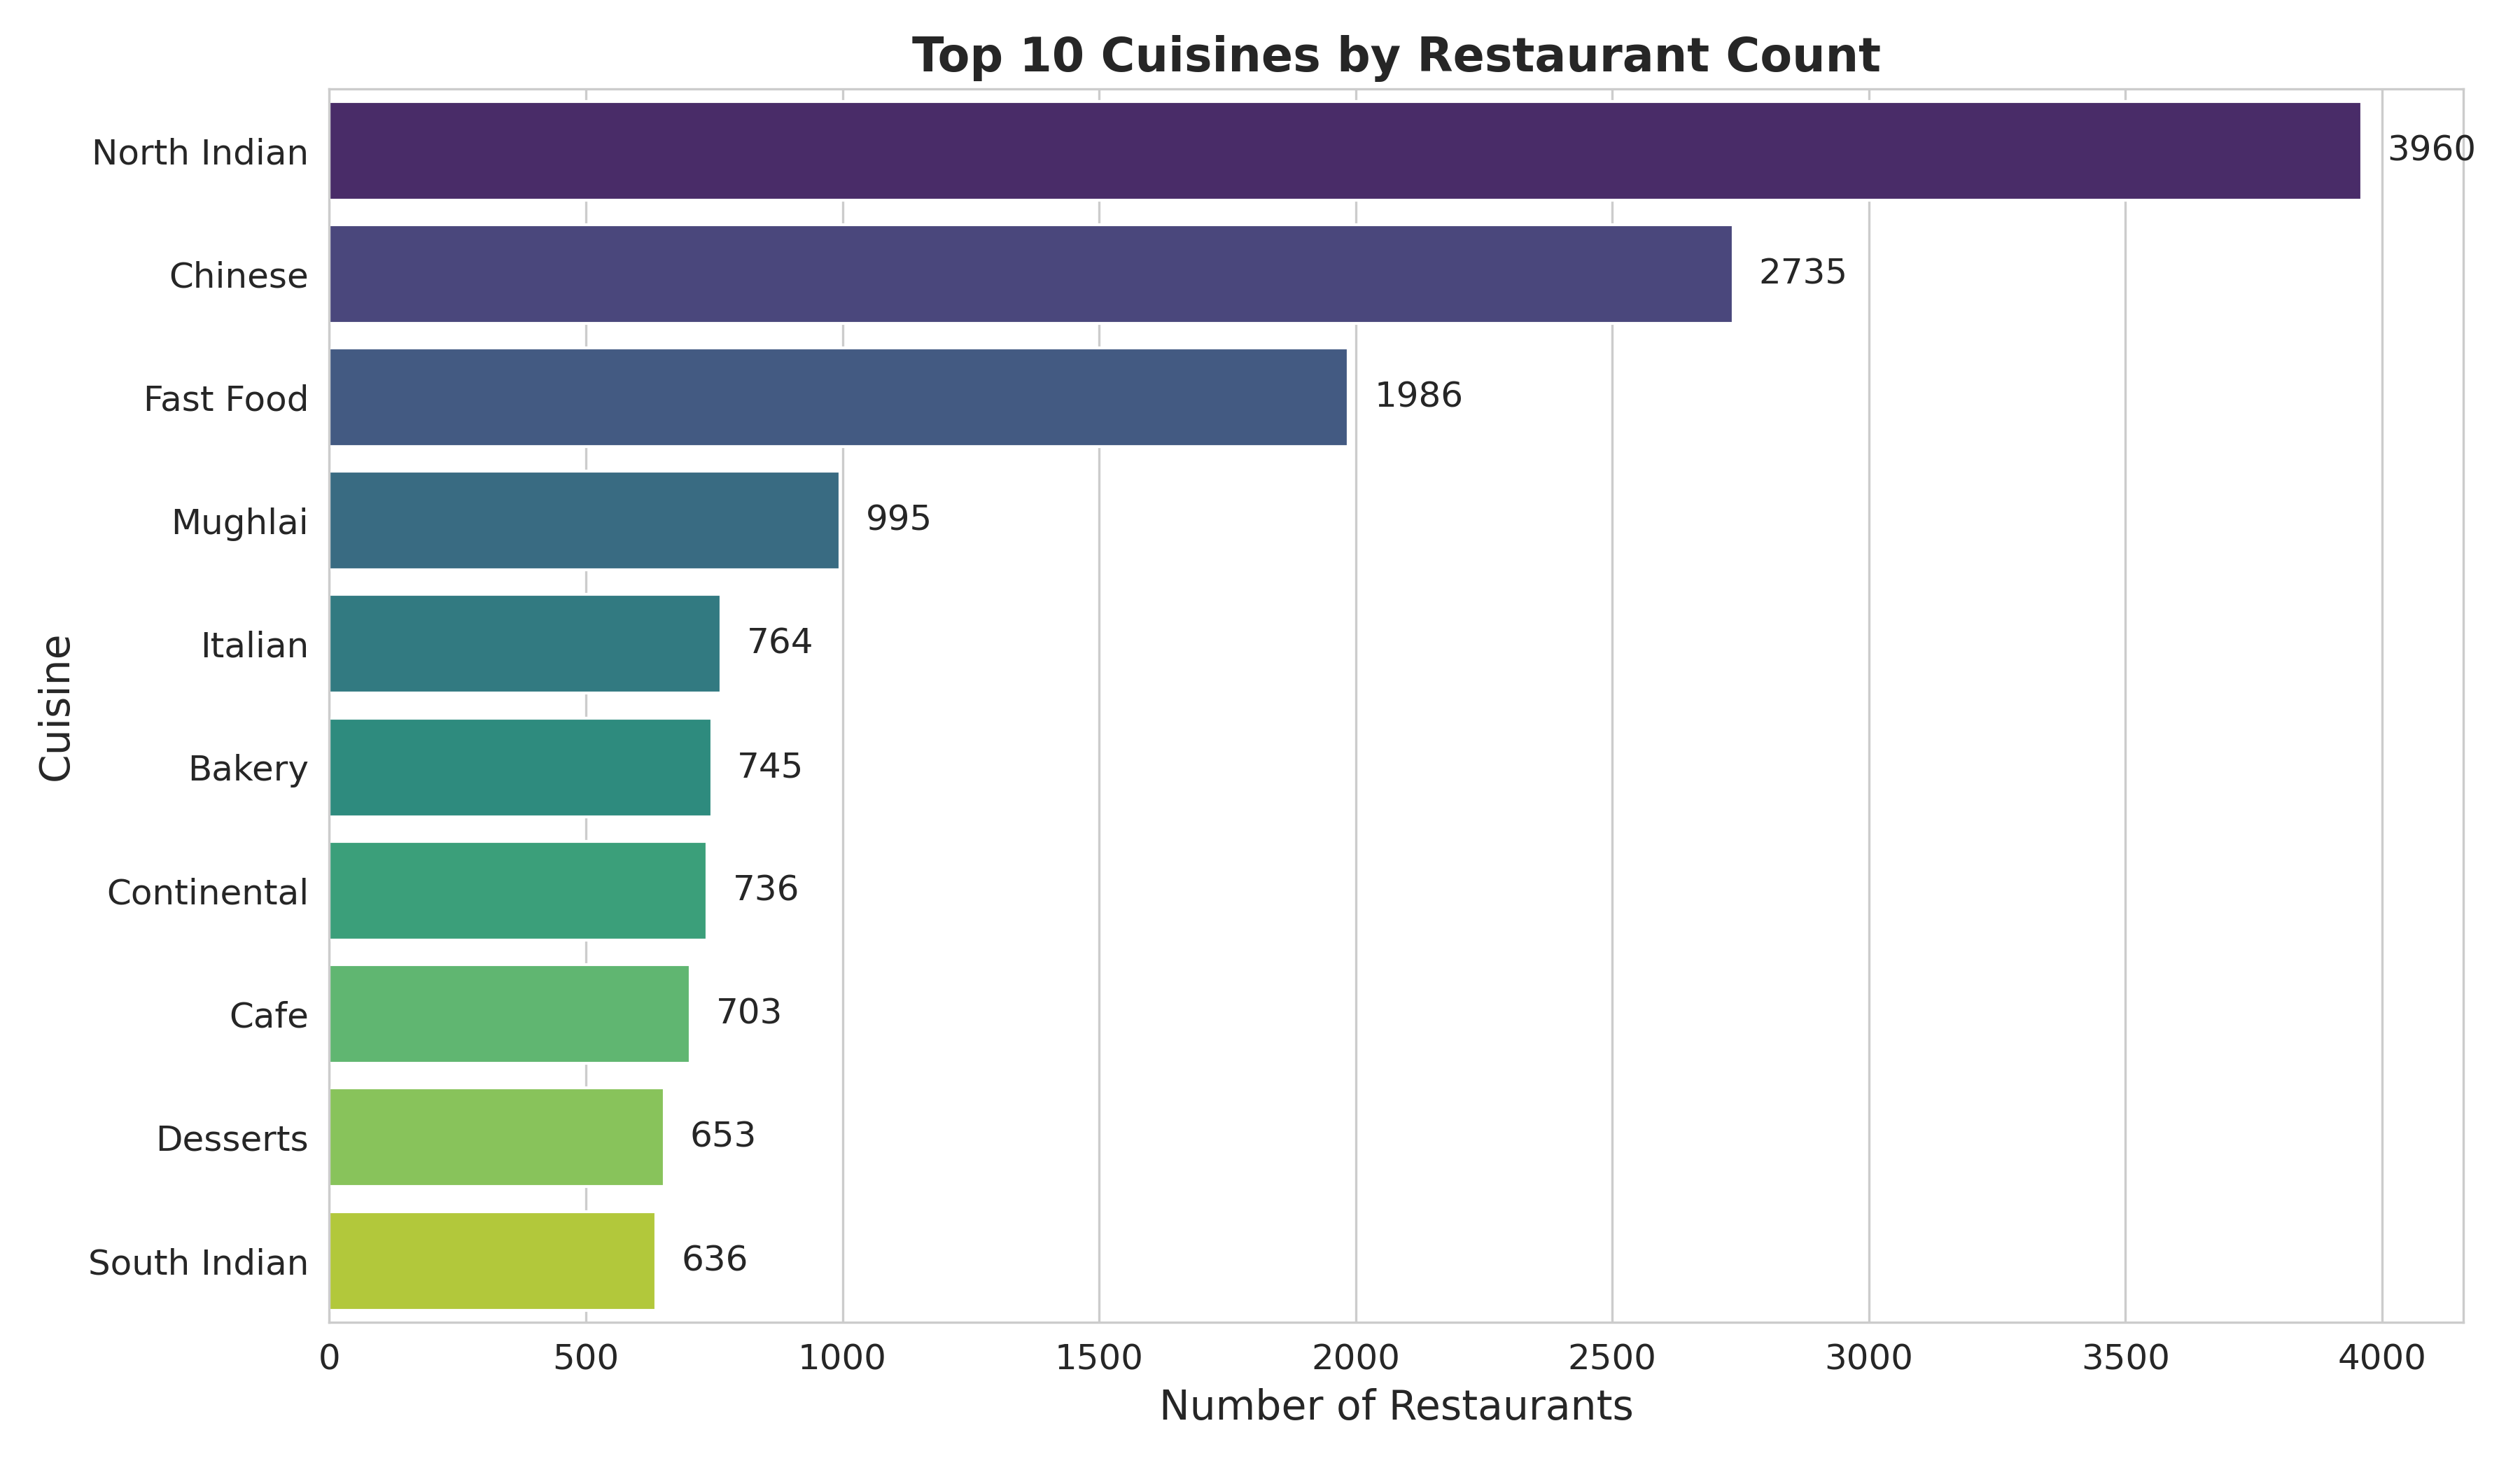 Top 10 Cuisines by Restaurant Count
North Indian 3960
Chinese 2735
Fast Food 1986
Mughlai 995
Italian 764
Bakery 745
Continental 736
Cafe 703
Desserts 653
South Indian 636
Cuisine
0 500 1000 1500 2000 2500 3000 3500 4000
Number of Restaurants